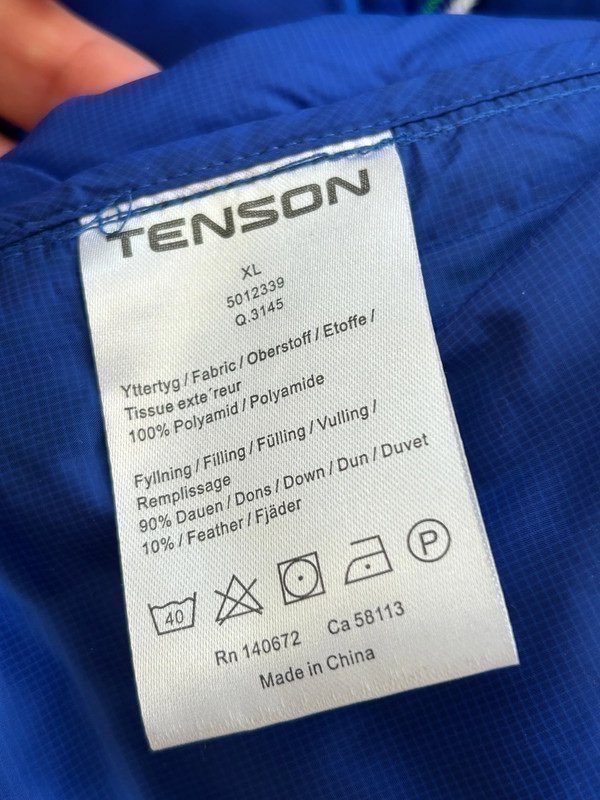 TENSON
XL
5012339
Q.3145
Yttertyg / Fabric / Oberstoff / Etoffe /
Tissue exte´reur
100% Polyamid / Polyamide
Fyllning / Filling / Fülling / Vulling /
Remplissage
90% Dauen / Dons / Down / Dun / Duvet
10% / Feather / Fjäder
40 P
Rn 140672 Ca 58113
Made in China